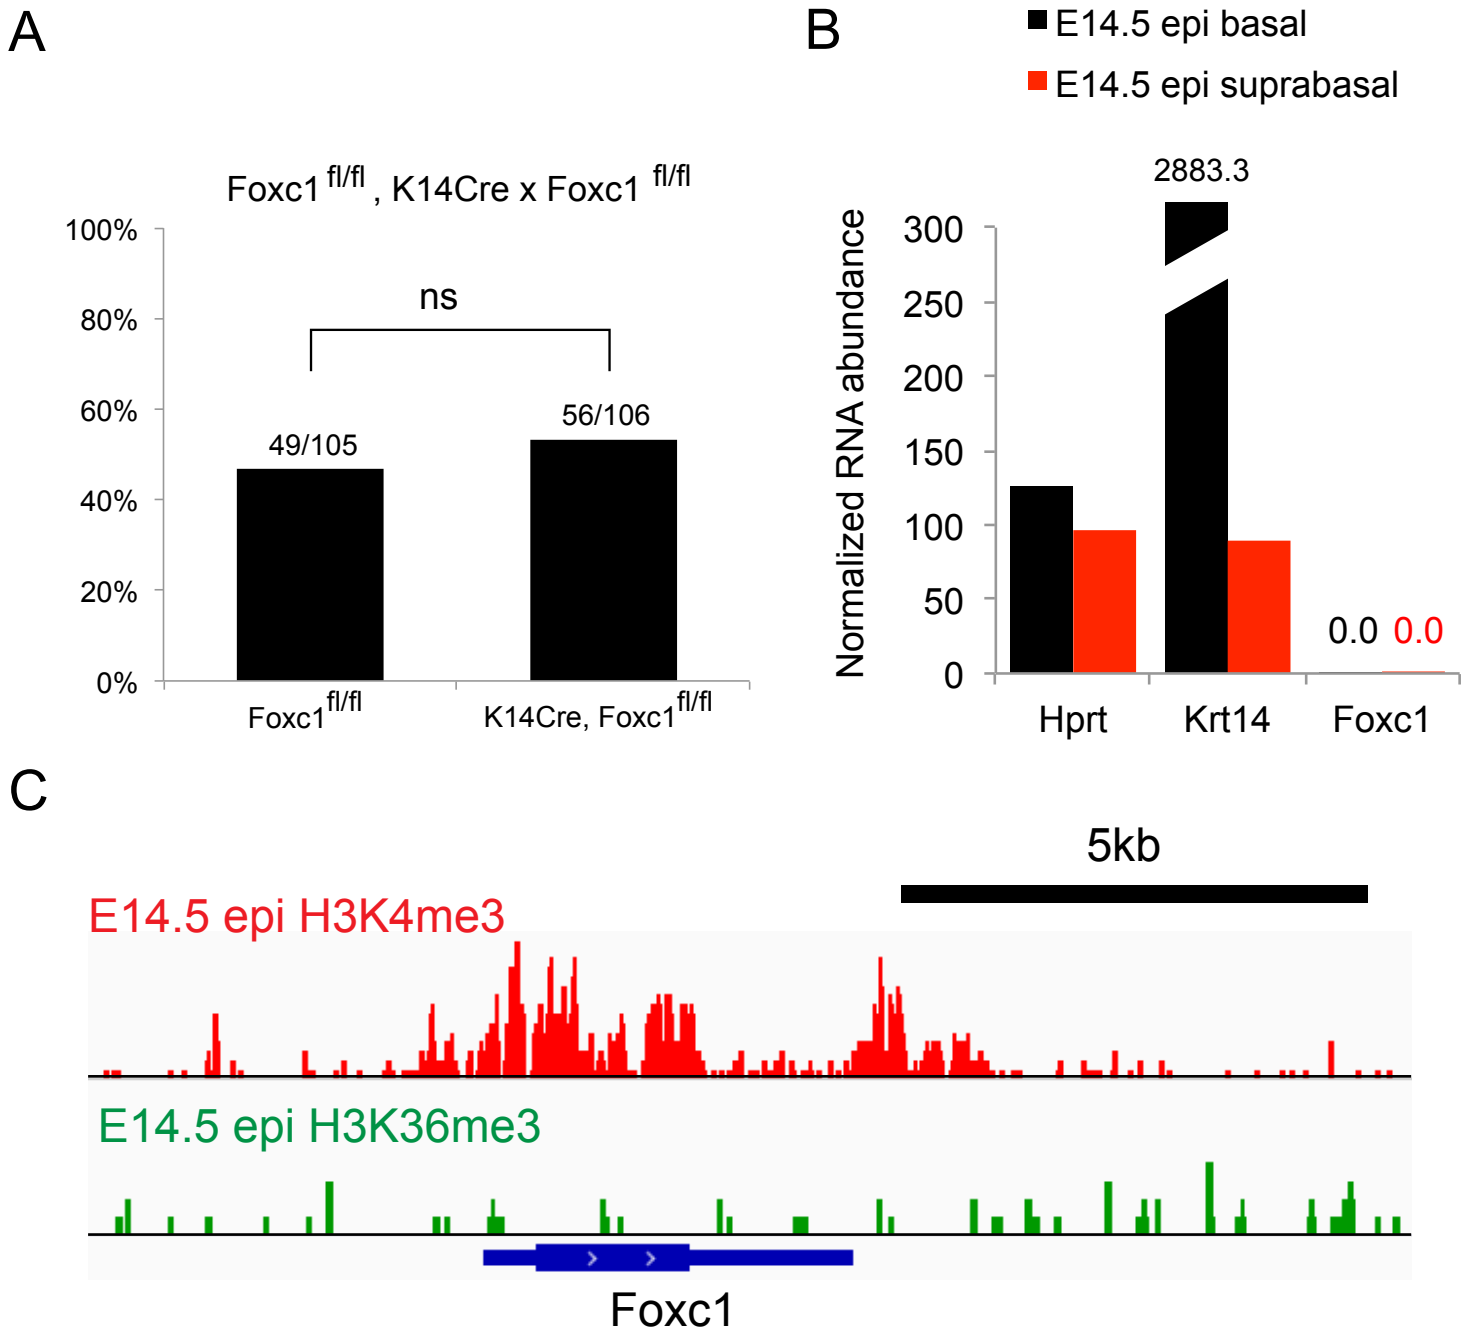 A
Foxc1 fl/fl , K14Cre x Foxc1 fl/fl
100%
80%
60%
40%
20%
0%
ns
49/105
56/106
Foxc1fl/fl
K14Cre, Foxc1fl/fl
B
E14.5 epi basal
E14.5 epi suprabasal
Normalized RNA abundance
2883.3
300
250
200
150
100
50
0
0.0 0.0
Hprt
Krt14
Foxc1
C
5kb
E14.5 epi H3K4me3
E14.5 epi H3K36me3
Foxc1